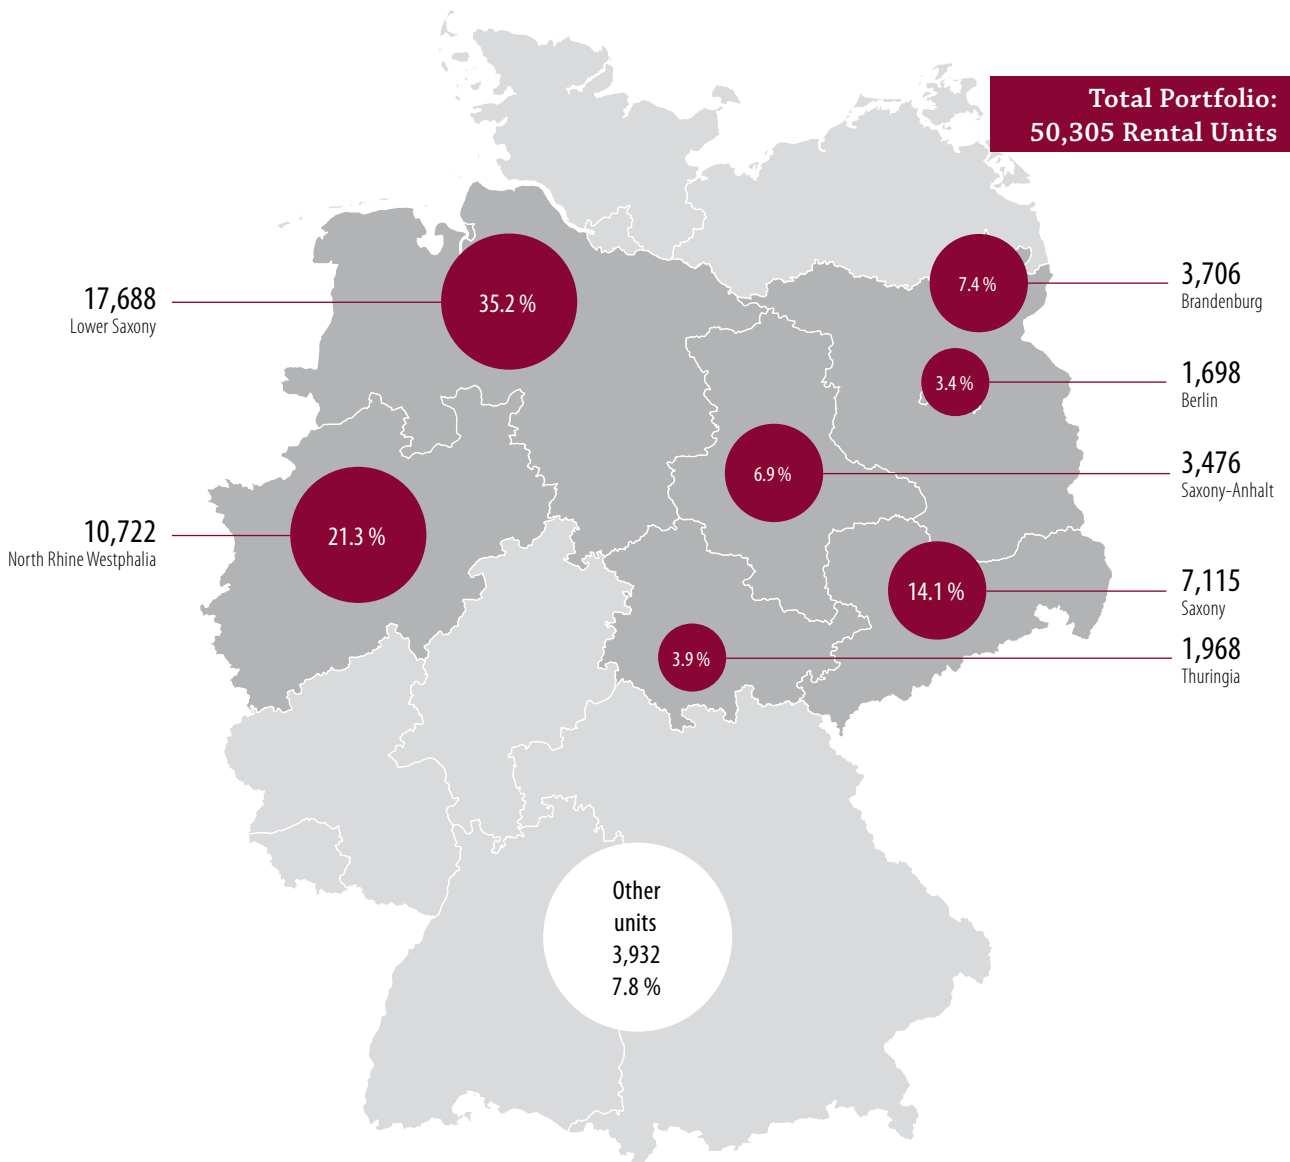 Total Portfolio:
50,305 Rental Units
17,688
Lower Saxony
35.2 %
10,722
North Rhine Westphalia
21.3 %
7.4 %
3,706
Brandenburg
3.4 %
1,698
Berlin
6.9 %
3,476
Saxony-Anhalt
14.1 %
7,115
Saxony
3.9 %
1,968
Thuringia
Other
units
3,932
7.8 %